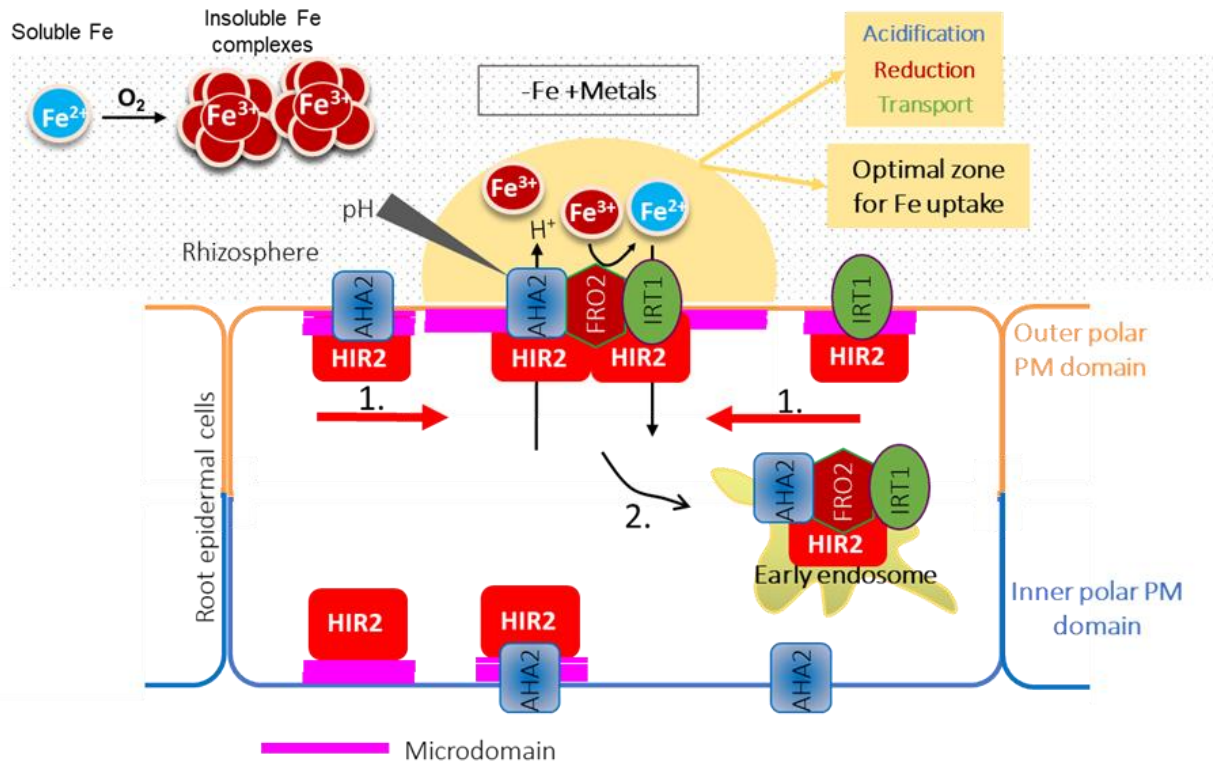 Soluble Fe
Insoluble Fe
complexes
Fe²⁺
O₂
Fe³⁺
Fe³⁺
-Fe +Metals
Acidification
Reduction
Transport
Optimal zone
for Fe uptake
Fe³⁺
Fe³⁺
Fe²⁺
pH
H⁺
Rhizosphere
AHA2
AHA2
FRO2
IRT1
IRT1
HIR2
HIR2
HIR2
HIR2
Outer polar
PM domain
1.
1.
Root epidermal cells
2.
AHA2
FRO2
IRT1
HIR2
Early endosome
HIR2
HIR2
AHA2
AHA2
Inner polar PM
domain
Microdomain